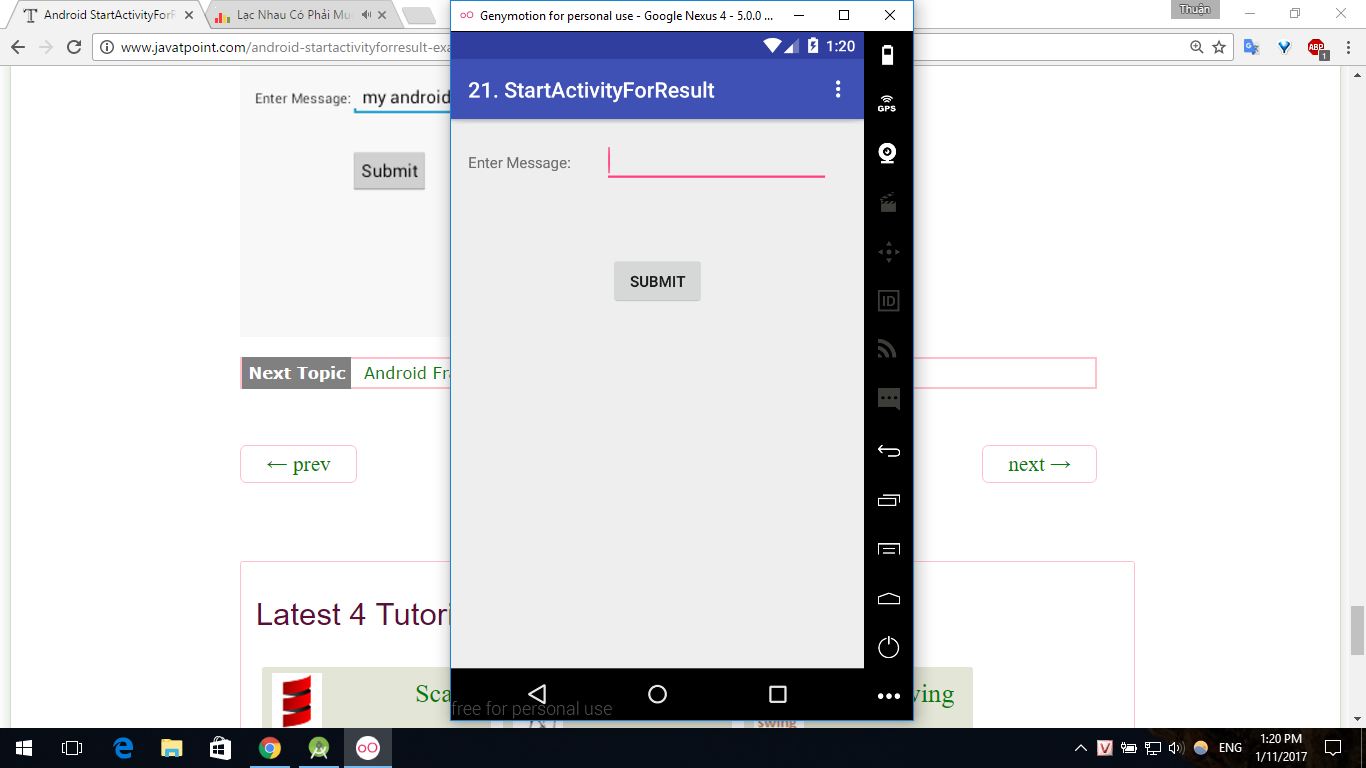 Android StartActivityForR
Lạc Nhau Có Phải Mu
Genymotion for personal use - Google Nexus 4 - 5.0.0 ...
Thuận
www.javatpoint.com/android-startactivityforresult-exa
ABP
1
1:20
21. StartActivityForResult
GPS
Enter Message: my android
Submit
Enter Message:
SUBMIT
ID
Next Topic Android Fra
← prev
next →
Latest 4 Tutori
Sca
ving
swing
free for personal use
ENG
1:20 PM
1/11/2017